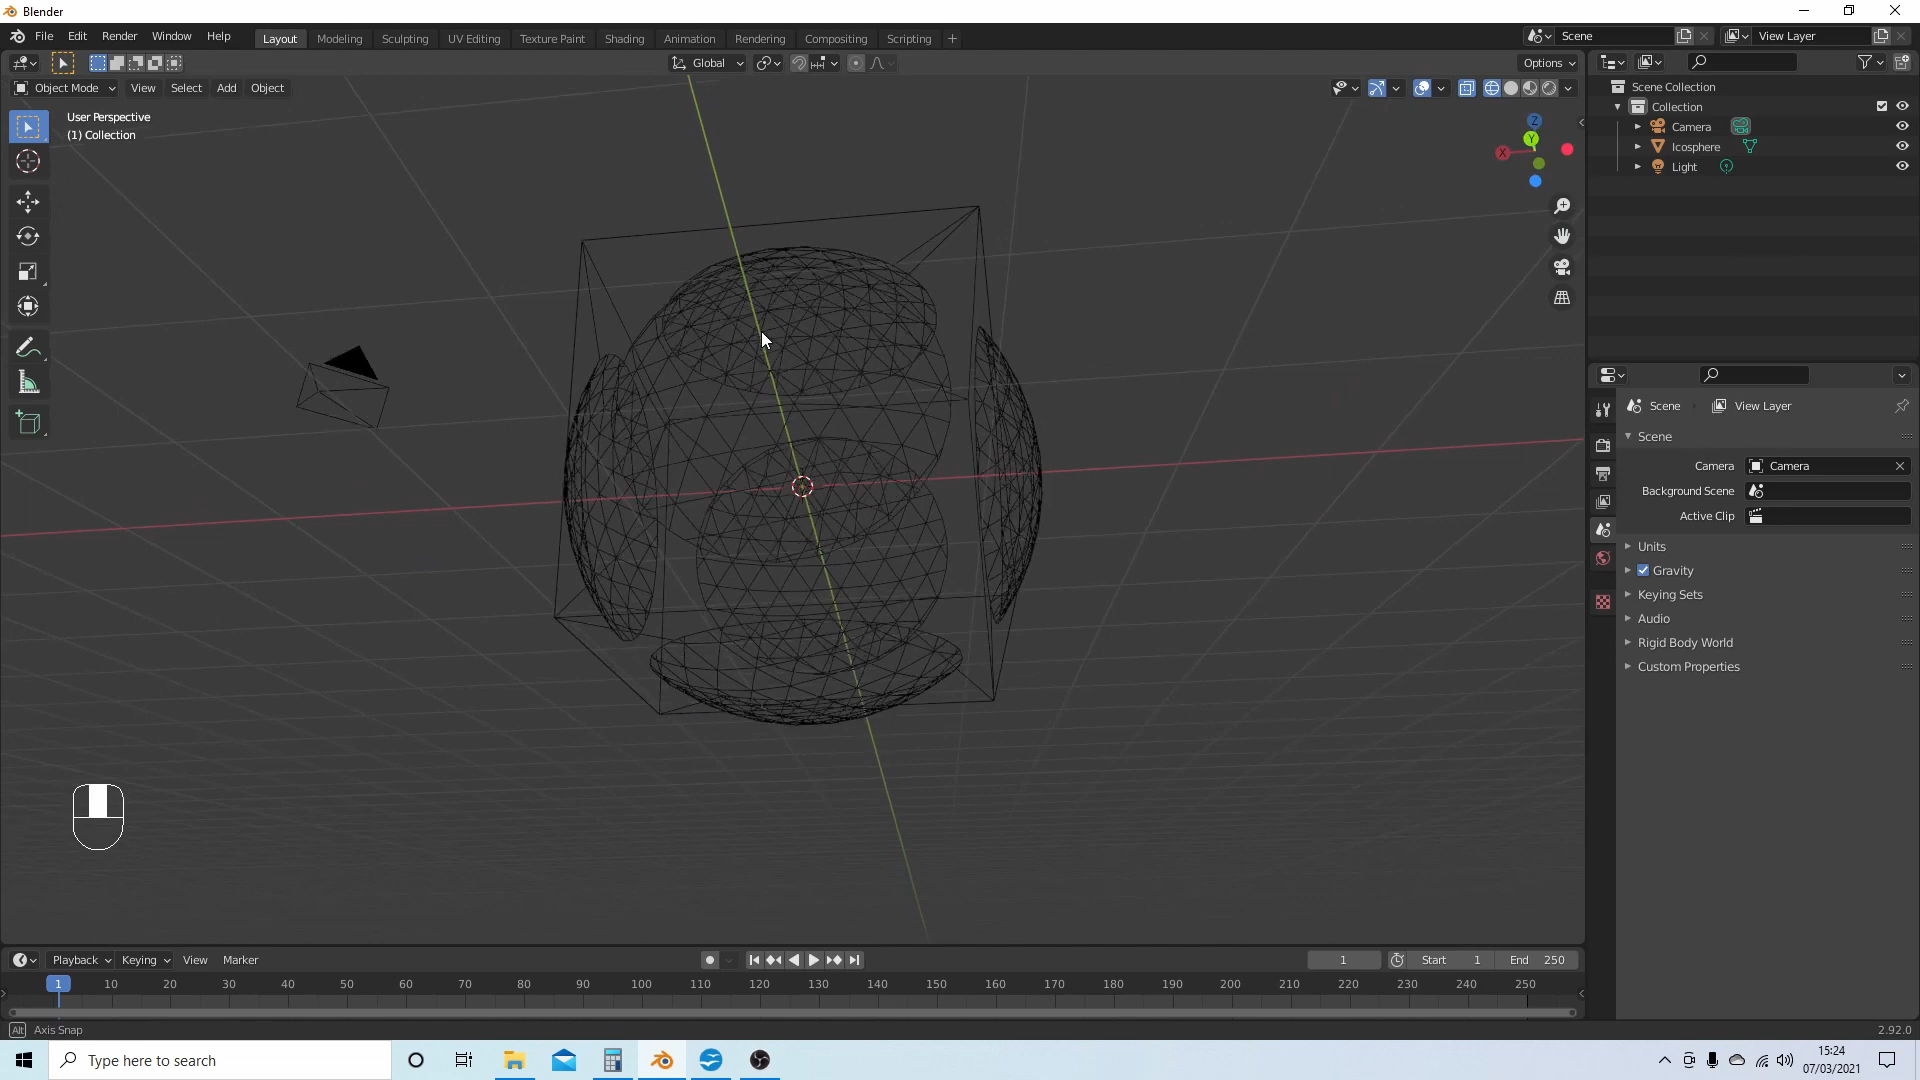 Blender
File Edit Render Window Help
Layout Modeling Sculpting UV Editing Texture Paint Shading Animation Rendering Compositing Scripting +
Scene
View Layer
Global
Options
Object Mode View Select Add Object
User Perspective
(1) Collection
Z
Y
X
Scene Collection
Collection
Camera
Icosphere
Light
Scene View Layer
Scene
Camera Camera
Background Scene
Active Clip
Units
Gravity
Keying Sets
Audio
Rigid Body World
Custom Properties
Playback Keying View Marker
1 Start 1 End 250
1 10 20 30 40 50 60 70 80 90 100 110 120 130 140 150 160 170 180 190 200 210 220 230 240 250
Alt Axis Snap
2.92.0
Type here to search
15:24
07/03/2021